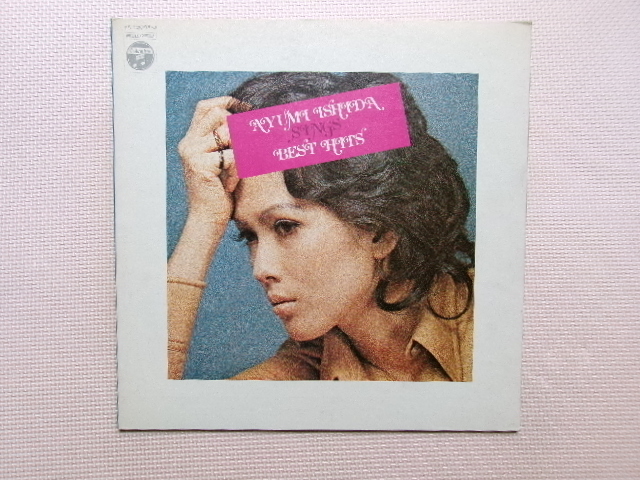 AYUMI ISHIDA,
SINGS
BEST HITS